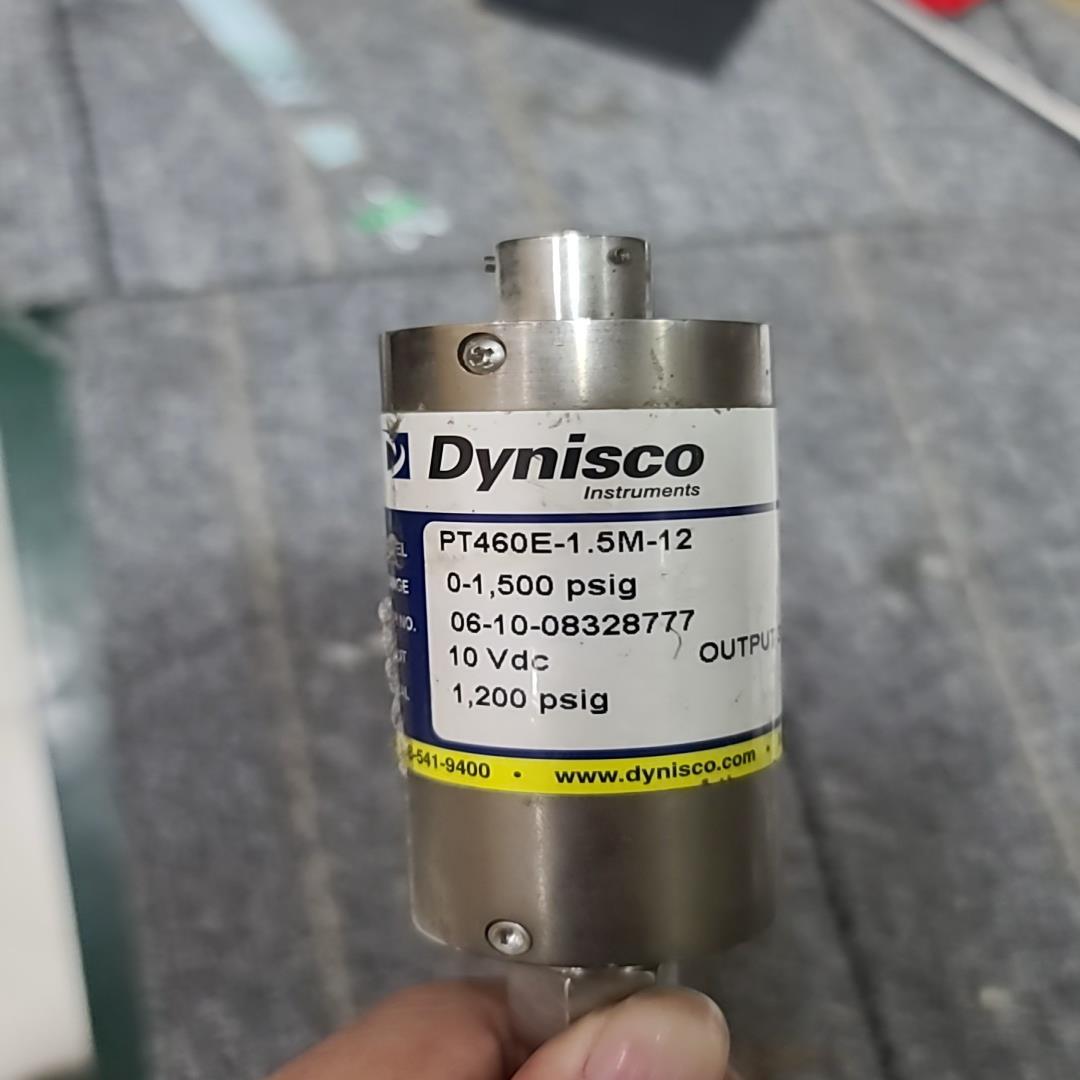 Dynisco
Instruments
PT460E-1.5M-12
0-1,500 psig
06-10-08328777
10 Vdc
OUTPUT
1,200 psig
-541-9400 • www.dynisco.com •